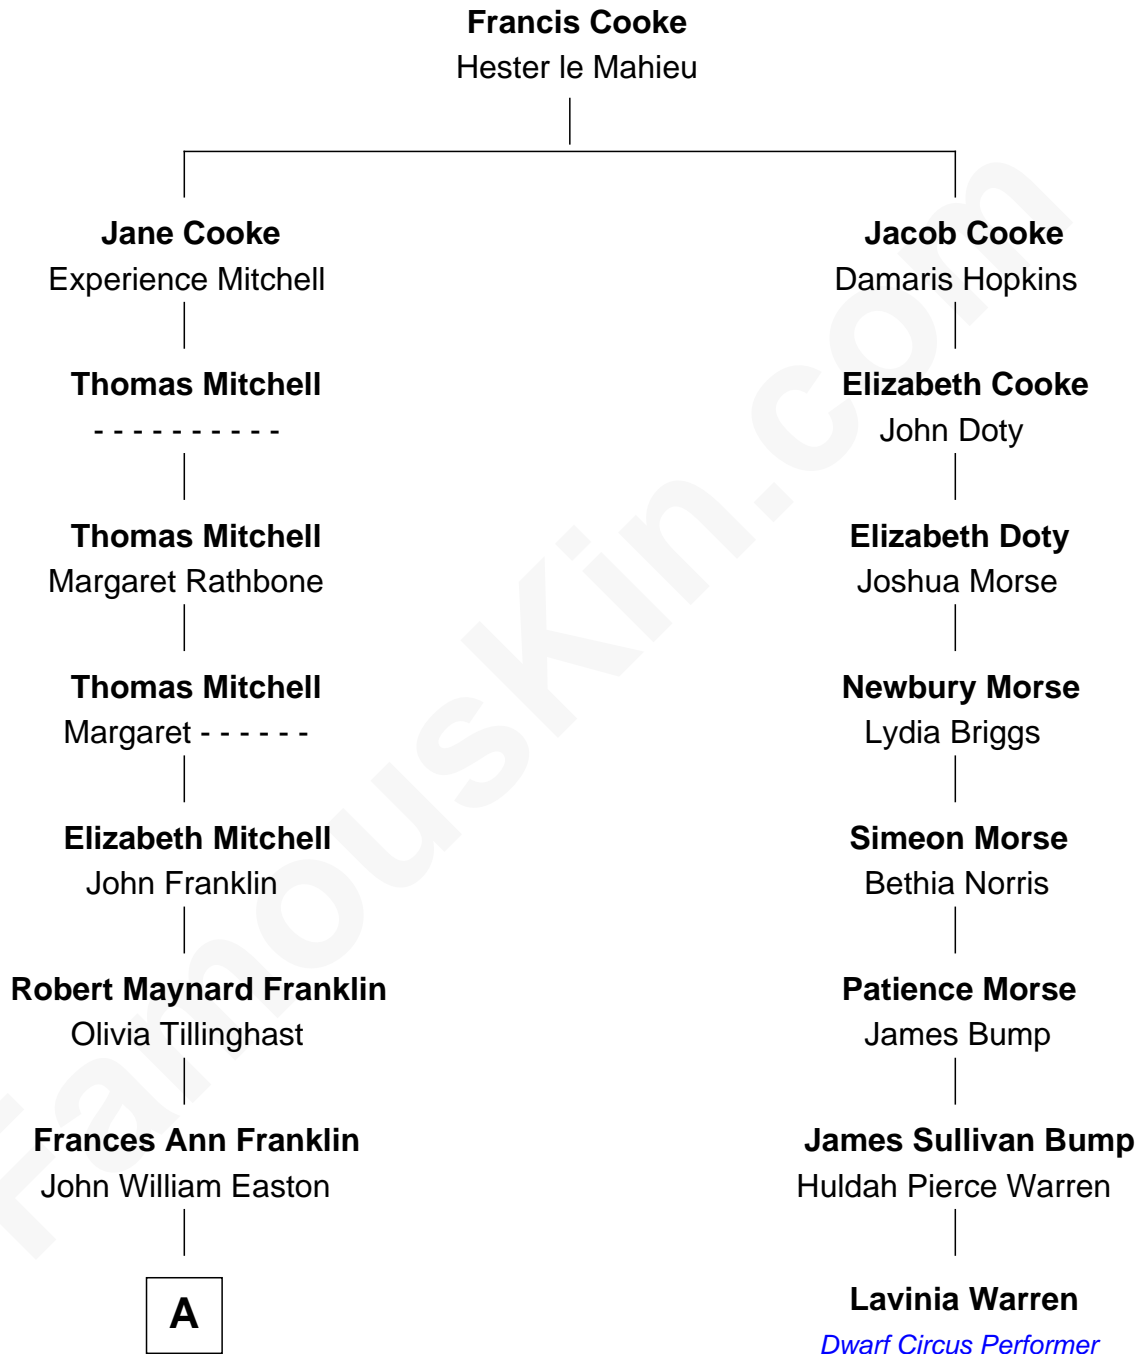 Francis Cooke
Hester le Mahieu
Jane Cooke
Experience Mitchell
Thomas Mitchell
- - - - - - - - - -
Thomas Mitchell
Margaret Rathbone
Thomas Mitchell
Margaret - - - - - -
Elizabeth Mitchell
John Franklin
Robert Maynard Franklin
Olivia Tillinghast
Frances Ann Franklin
John William Easton
A
Jacob Cooke
Damaris Hopkins
Elizabeth Cooke
John Doty
Elizabeth Doty
Joshua Morse
Newbury Morse
Lydia Briggs
Simeon Morse
Bethia Norris
Patience Morse
James Bump
James Sullivan Bump
Huldah Pierce Warren
Lavinia Warren
Dwarf Circus Performer
FamousKin.com